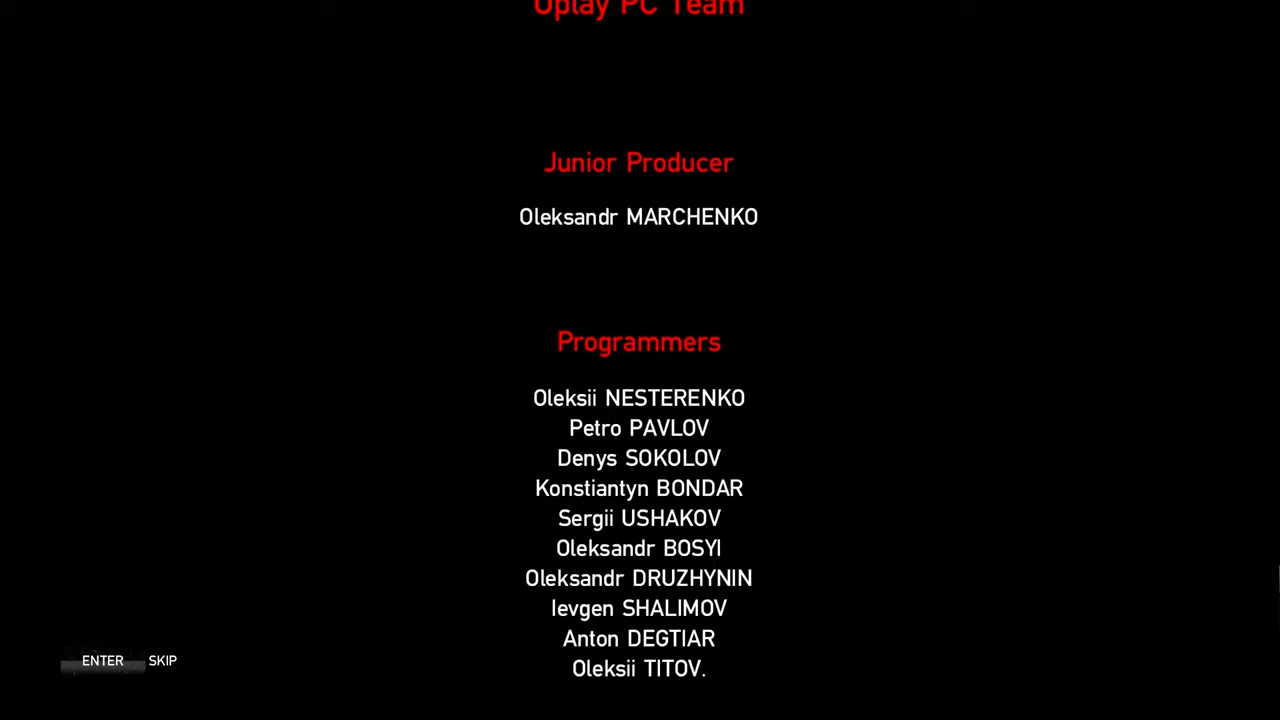 Uplay PC Team
Junior Producer
Oleksandr MARCHENKO
Programmers
Oleksii NESTERENKO
Petro PAVLOV
Denys SOKOLOV
Konstiantyn BONDAR
Sergii USHAKOV
Oleksandr BOSYI
Oleksandr DRUZHYNIN
Ievgen SHALIMOV
Anton DEGTIAR
Oleksii TITOV.
ENTER SKIP